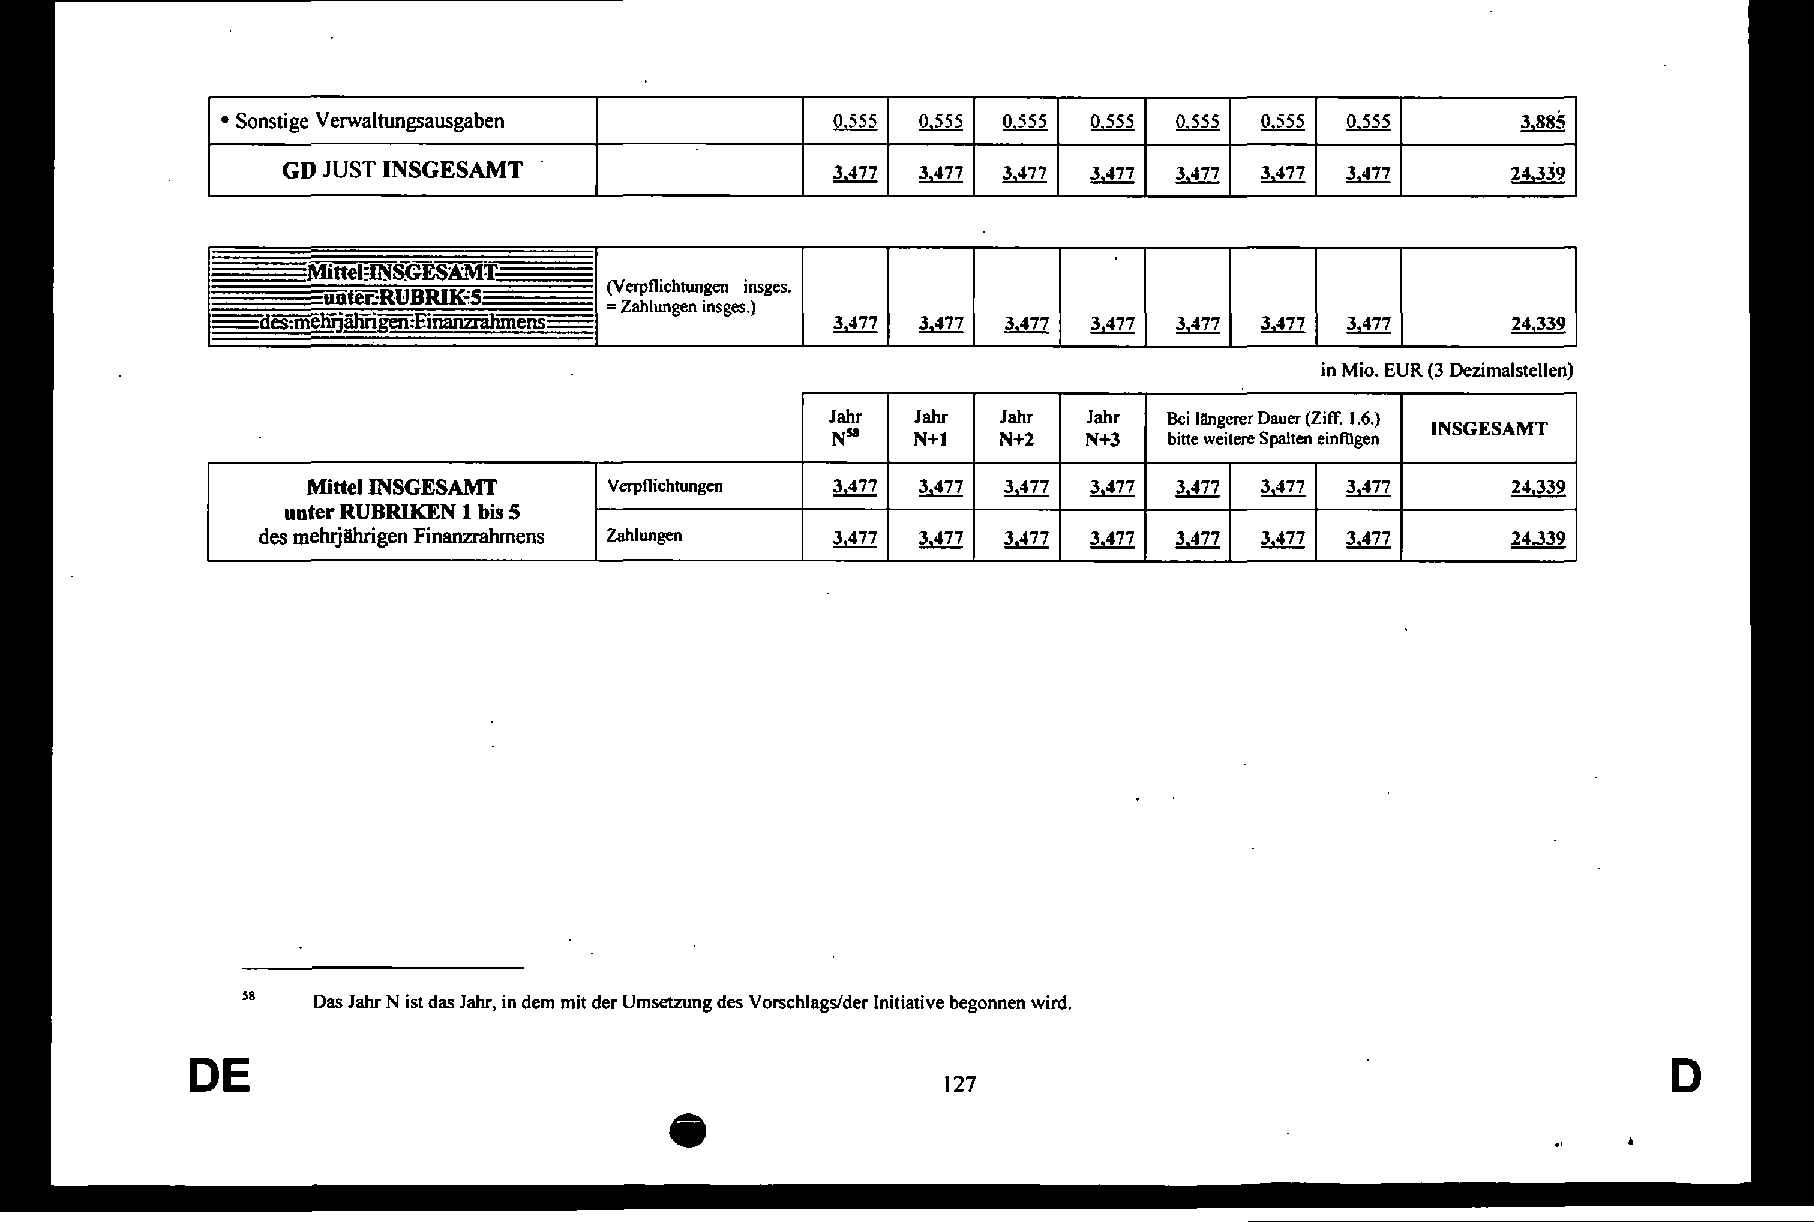 • Sonstige Verwaltungsausgaben 0,555 0,555 0,555 0,555 0,555 0,555 0,555 3,885
GD JUST INSGESAMT 3,477 3,477 3,477 3,477 3,477 3,477 3,477 24,339
Mittel INSGESAMT
unter RUBRIK 5
des mehrjährigen Finanzrahmens
(Verpflichtungen insges.
= Zahlungen insges.)
3,477 3,477 3,477 3,477 3,477 3,477 3,477 24,339
in Mio. EUR (3 Dezimalstellen)
Jahr N58 Jahr N+1 Jahr N+2 Jahr N+3 Bei längerer Dauer (Ziff. 1.6.)
bitte weitere Spalten einfügen
INSGESAMT
Mittel INSGESAMT
unter RUBRIKEN 1 bis 5
des mehrjährigen Finanzrahmens
Verpflichtungen 3,477 3,477 3,477 3,477 3,477 3,477 3,477 24,339
Zahlungen 3,477 3,477 3,477 3,477 3,477 3,477 3,477 24,339
58 Das Jahr N ist das Jahr, in dem mit der Umsetzung des Vorschlags/der Initiative begonnen wird.
DE 127 D